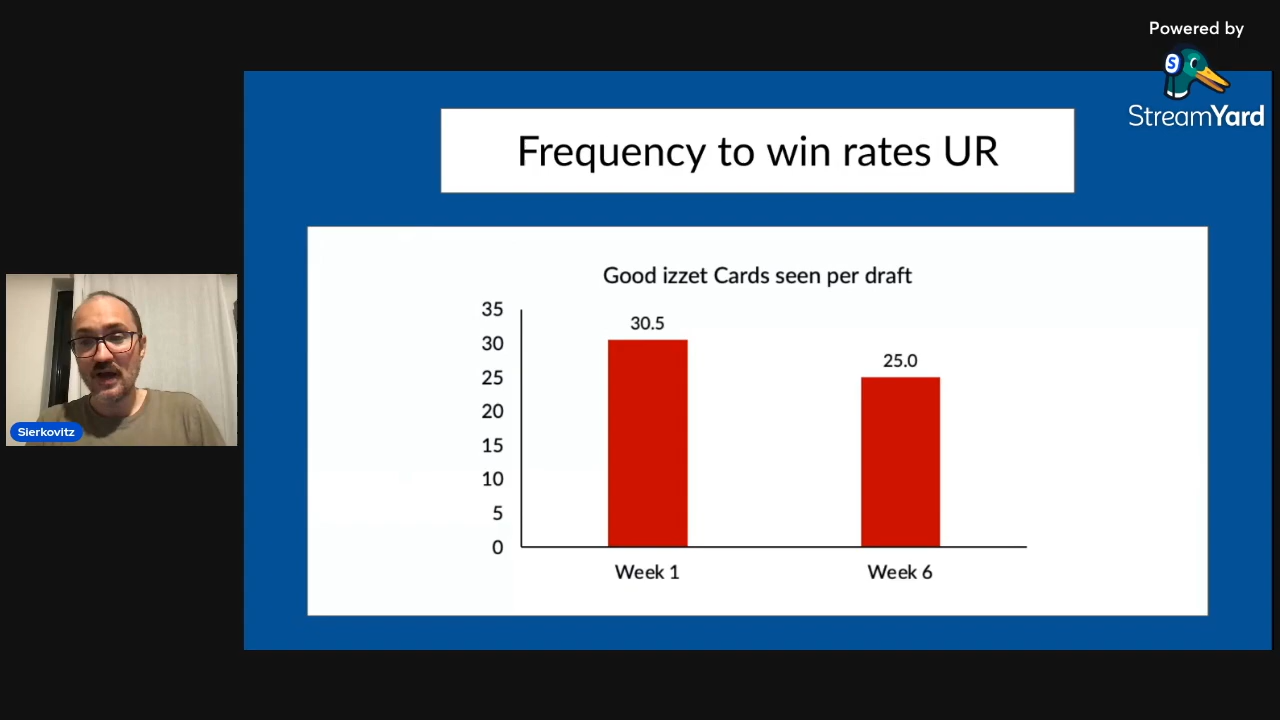 Powered by
StreamYard
Frequency to win rates UR
Good izzet Cards seen per draft
35
30
25
20
15
10
5
0
30.5
25.0
Week 1
Week 6
Sierkovitz